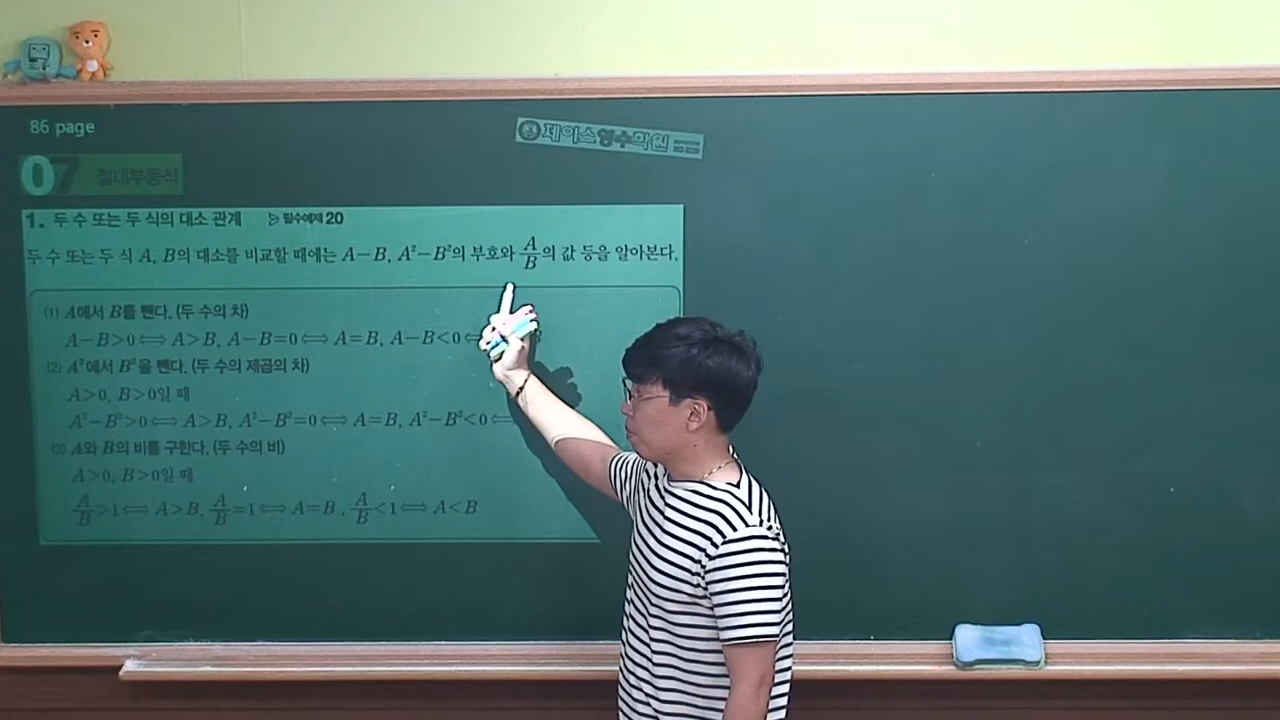 86 page
제이스영수학원
07 절대부등식
1. 두 수 또는 두 식의 대소 관계 필수예제 20
두 수 또는 두 식 A, B의 대소를 비교할 때에는 A-B, A²-B²의 부호와 A/B의 값 등을 알아본다.
(1) A에서 B를 뺀다. (두 수의 차)
A-B>0⇔A>B, A-B=0⇔A=B, A-B<0⇔
(2) A²에서 B²을 뺀다. (두 수의 제곱의 차)
A>0, B>0일 때
A²-B²>0⇔A>B, A²-B²=0⇔A=B, A²-B²<0⇔
(3) A와 B의 비를 구한다. (두 수의 비)
A>0, B>0일 때
A/B>1⇔A>B, A/B=1⇔A=B, A/B<1⇔A<B